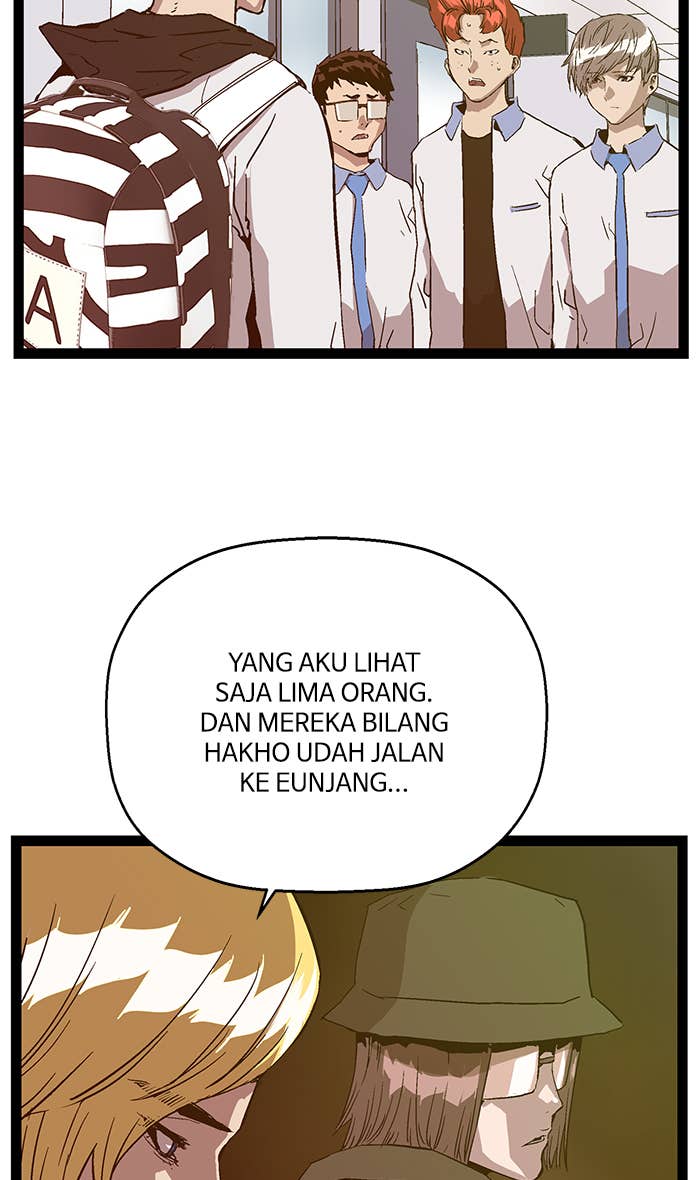 A
YANG AKU LIHAT
SAJA LIMA ORANG.
DAN MEREKA BILANG
HAKHO UDAH JALAN
KE EUNJANG...